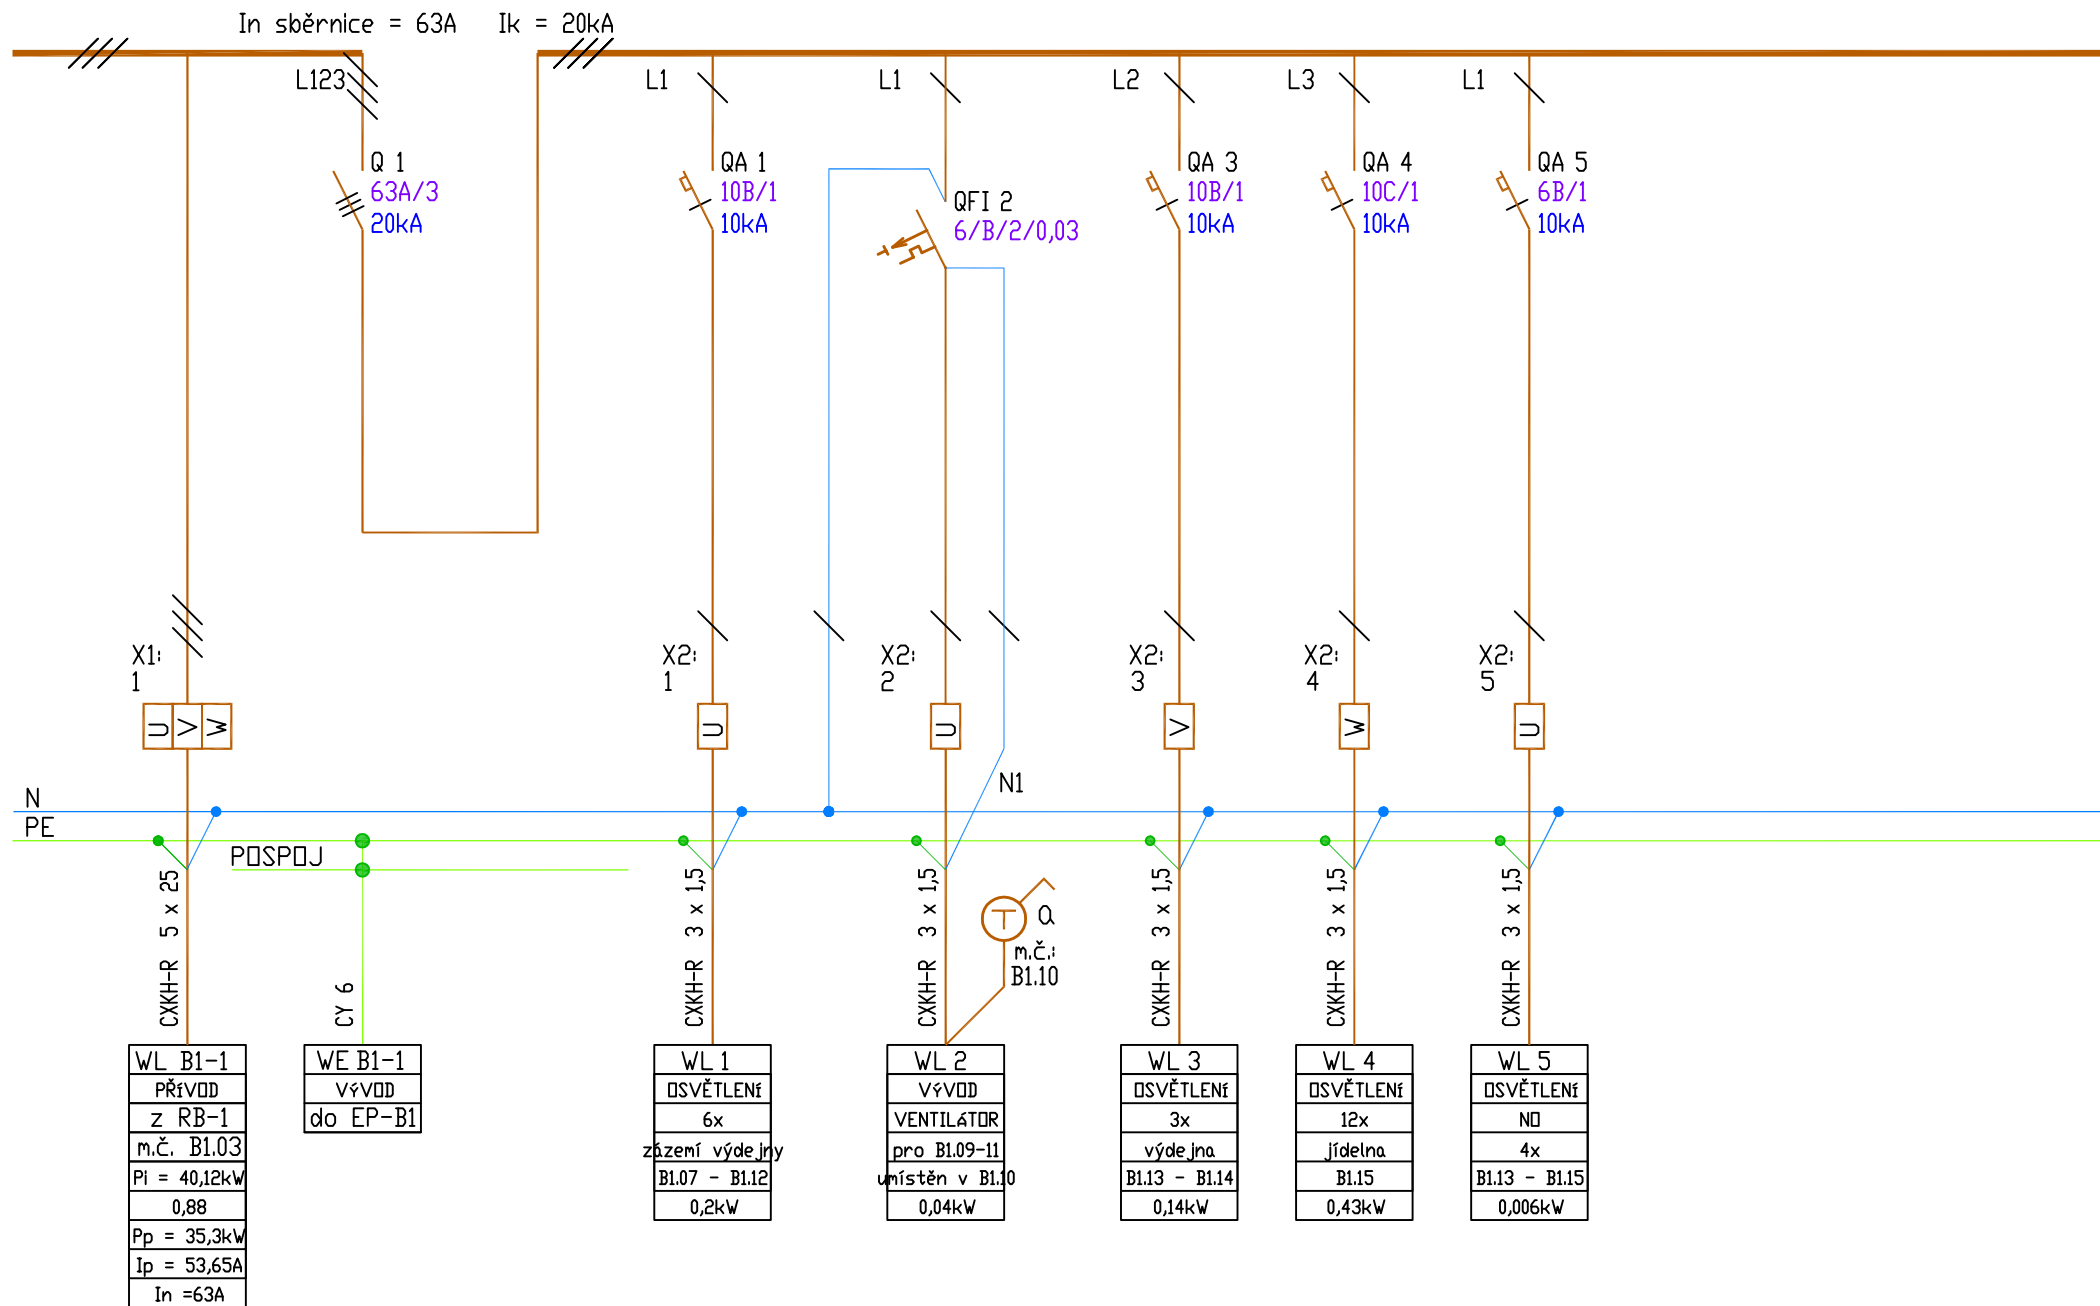 In sběrnice = 63A   Ik = 20kA
L123
L1
L1
L2
L3
L1
Q 1
63A/3
20kA
QA 1
10B/1
10kA
QFI 2
6/B/2/0,03
QA 3
10B/1
10kA
QA 4
10C/1
10kA
QA 5
6B/1
10kA
X1:
1
X2:
1
X2:
2
X2:
3
X2:
4
X2:
5
U V W
U
U
V
W
U
N1
N
PE
POSPOJ
CXKH-R 5 x 25
CY 6
CXKH-R 3 x 1,5
CXKH-R 3 x 1,5
T
Q
m.č.:
B1.10
CXKH-R 3 x 1,5
CXKH-R 3 x 1,5
CXKH-R 3 x 1,5
WL B1-1
PŘÍVOD
z RB-1
m.č. B1.03
Pi = 40,12kW
0,88
Pp = 35,3kW
Ip = 53,65A
In =63A
WE B1-1
VÝVOD
do EP-B1
WL 1
OSVĚTLENÍ
6x
zázemí výdejny
B1.07 - B1.12
0,2kW
WL 2
VÝVOD
VENTILÁTOR
pro B1.09-11
umístěn v B1.10
0,04kW
WL 3
OSVĚTLENÍ
3x
výdejna
B1.13 - B1.14
0,14kW
WL 4
OSVĚTLENÍ
12x
jídelna
B1.15
0,43kW
WL 5
OSVĚTLENÍ
NO
4x
B1.13 - B1.15
0,006kW